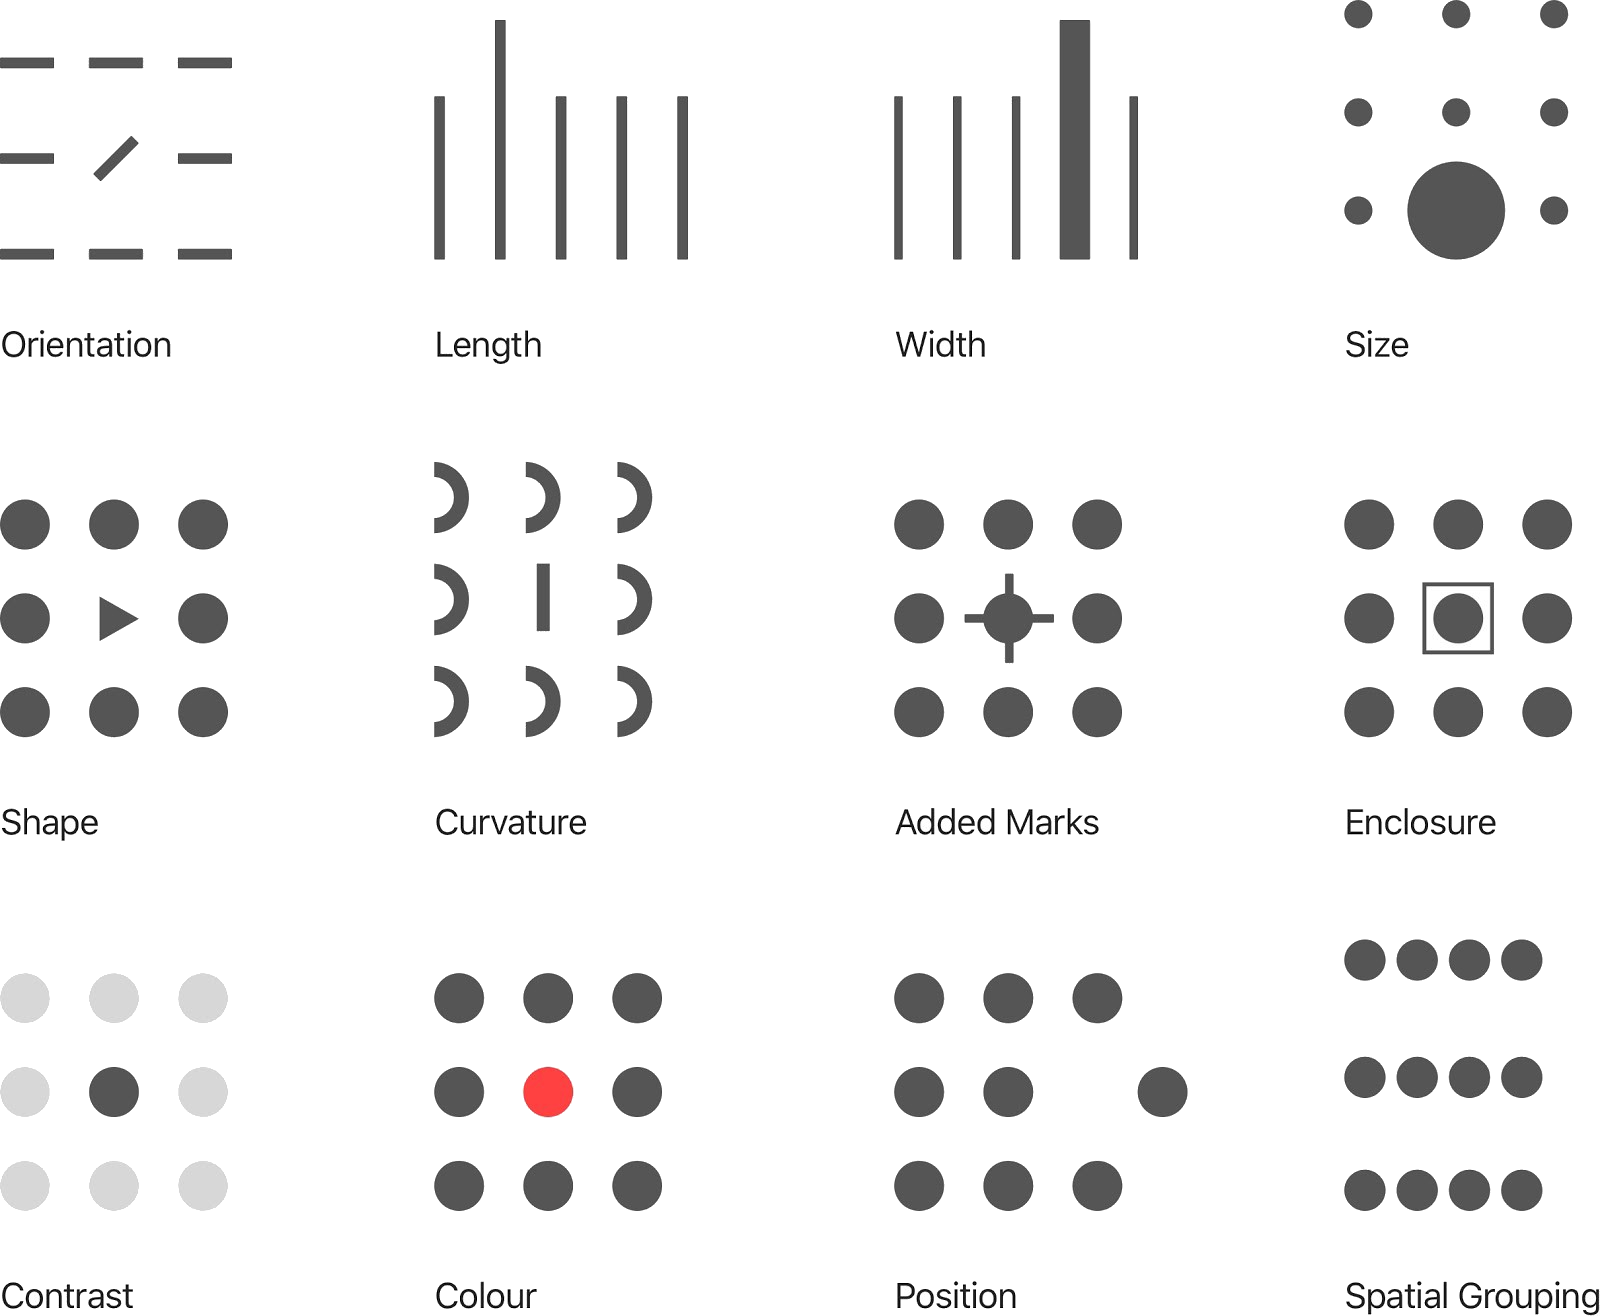 Orientation
Length
Width
Size
Shape
Curvature
Added Marks
Enclosure
Contrast
Colour
Position
Spatial Grouping